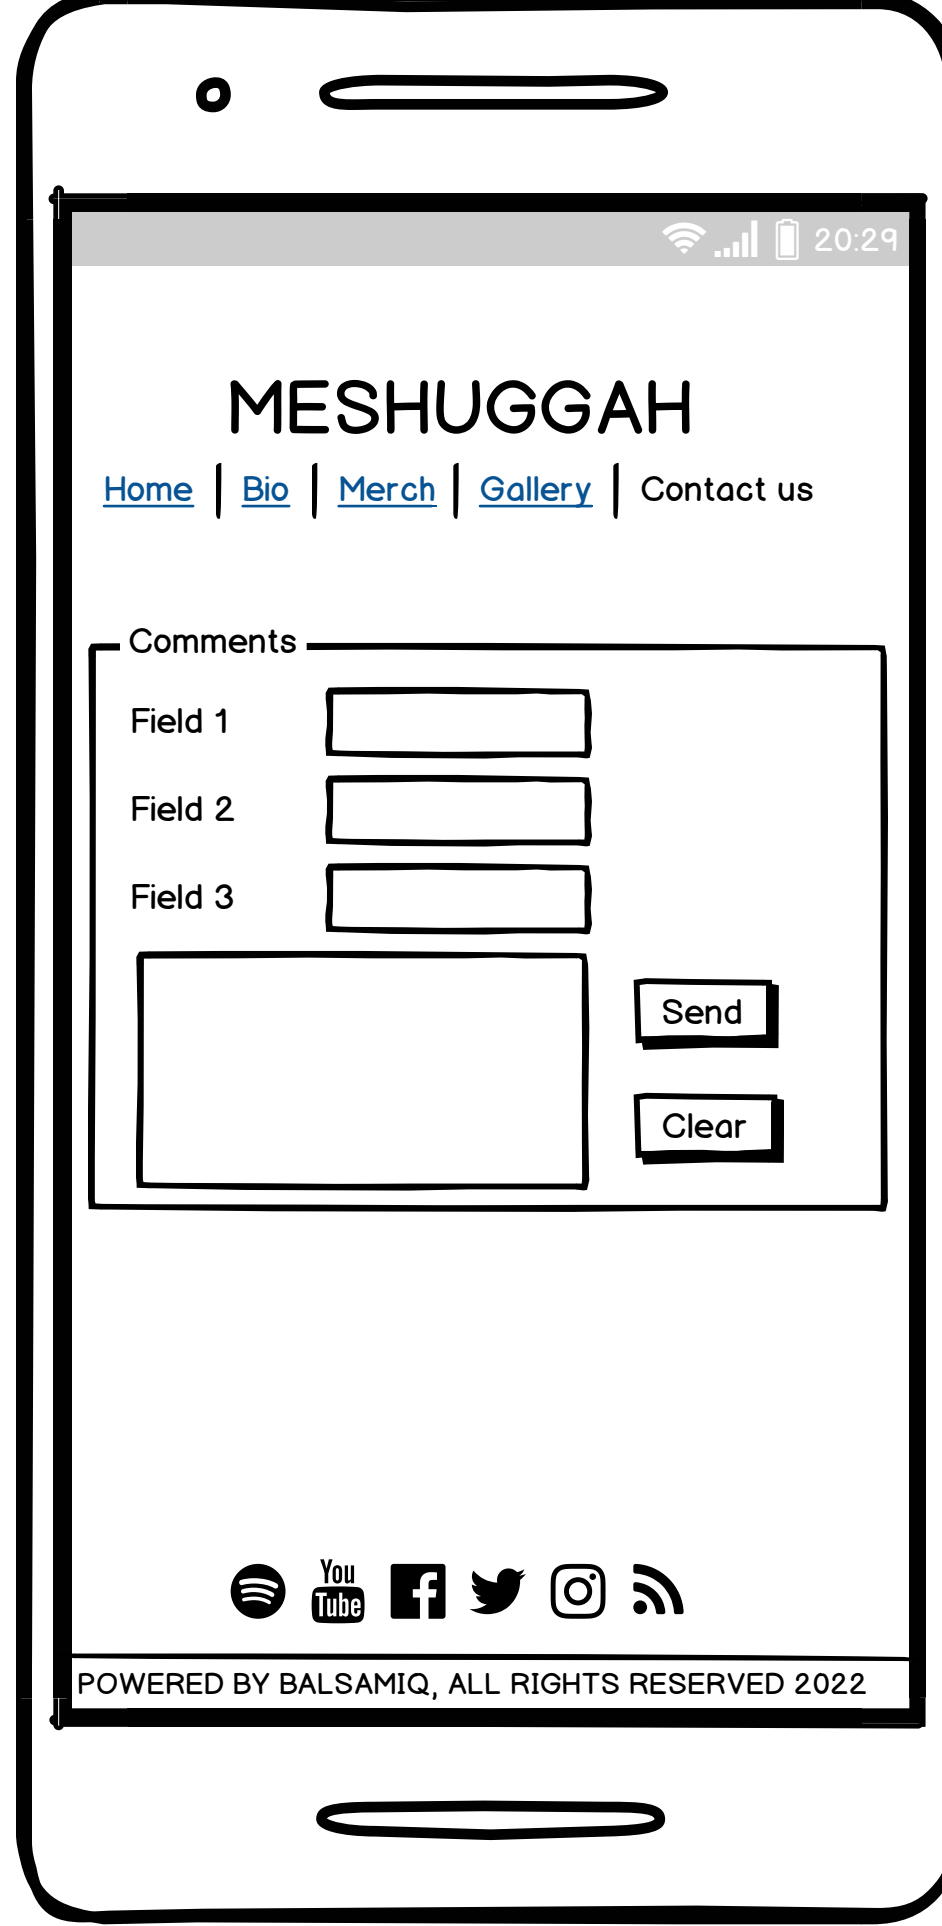 20:29
MESHUGGAH
Home | Bio | Merch | Gallery | Contact us
Comments
Field 1
Field 2
Field 3
Send
Clear
You
Tube
POWERED BY BALSAMIQ, ALL RIGHTS RESERVED 2022